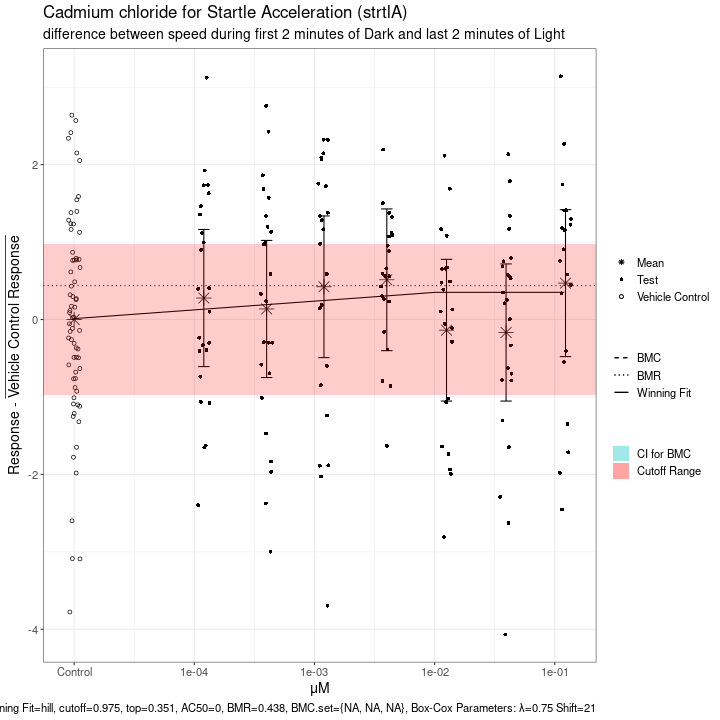 Cadmium chloride for Startle Acceleration (strtlA)
difference between speed during first 2 minutes of Dark and last 2 minutes of Light
Response - Vehicle Control Response
2
0
-2
-4
Control
1e-04
1e-03
1e-02
1e-01
µM
Mean
Test
Vehicle Control
BMC
BMR
Winning Fit
CI for BMC
Cutoff Range
ning Fit=hill, cutoff=0.975, top=0.351, AC50=0, BMR=0.438, BMC.set={NA, NA, NA}, Box-Cox Parameters: λ=0.75 Shift=21